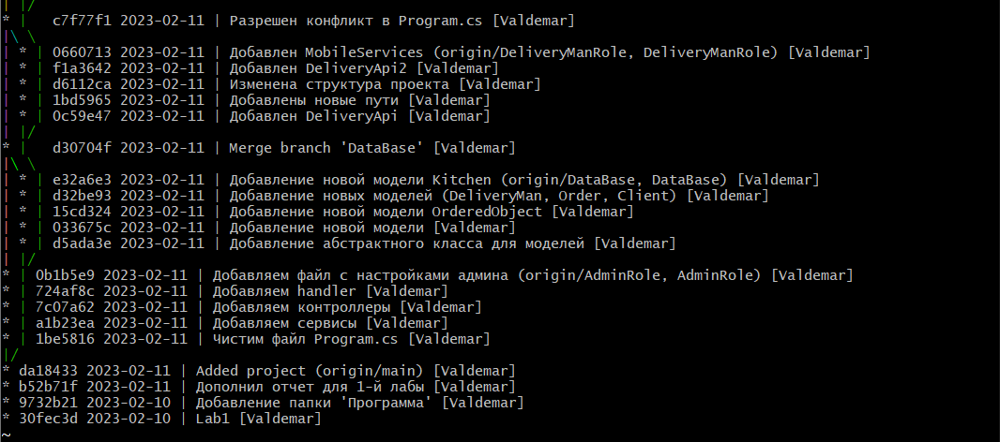 | |/
* |   c7f77f1 2023-02-11 | Разрешен конфликт в Program.cs [Valdemar]
|\ \
| * | 0660713 2023-02-11 | Добавлен MobileServices (origin/DeliveryManRole, DeliveryManRole) [Valdemar]
| * | f1a3642 2023-02-11 | Добавлен DeliveryApi2 [Valdemar]
| * | d6112ca 2023-02-11 | Изменена структура проекта [Valdemar]
| * | 1bd5965 2023-02-11 | Добавлены новые пути [Valdemar]
| * | 0c59e47 2023-02-11 | Добавлен DeliveryApi [Valdemar]
| |/
* |   d30704f 2023-02-11 | Merge branch 'DataBase' [Valdemar]
|\ \
| * | e32a6e3 2023-02-11 | Добавление новой модели Kitchen (origin/DataBase, DataBase) [Valdemar]
| * | d32be93 2023-02-11 | Добавление новых моделей (DeliveryMan, Order, Client) [Valdemar]
| * | 15cd324 2023-02-11 | Добавление новой модели OrderedObject [Valdemar]
| * | 033675c 2023-02-11 | Добавление новой модели [Valdemar]
| * | d5ada3e 2023-02-11 | Добавление абстрактного класса для моделей [Valdemar]
| |/
* | 0b1b5e9 2023-02-11 | Добавляем файл с настройками админа (origin/AdminRole, AdminRole) [Valdemar]
* | 724af8c 2023-02-11 | Добавляем handler [Valdemar]
* | 7c07a62 2023-02-11 | Добавляем контроллеры [Valdemar]
* | a1b23ea 2023-02-11 | Добавляем сервисы [Valdemar]
* | 1be5816 2023-02-11 | Чистим файл Program.cs [Valdemar]
|/
* da18433 2023-02-11 | Added project (origin/main) [Valdemar]
* b52b71f 2023-02-11 | Дополнил отчет для 1-й лабы [Valdemar]
* 9732b21 2023-02-10 | Добавление папки 'Программа' [Valdemar]
* 30fec3d 2023-02-10 | Lab1 [Valdemar]
~